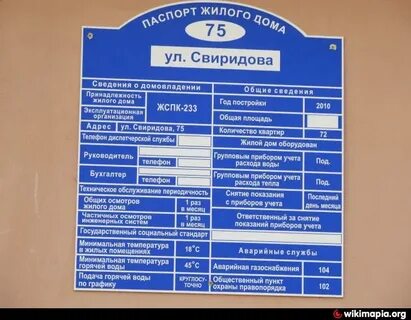 ПАСПОРТ ЖИЛОГО ДОМА
75
ул. Свиридова
Сведения о домовладении
Принадлежность
жилого дома
Эксплуатационная
организация
ЖСПК-233
Адрес ул. Свиридова, 75
Телефон диспетчерской службы
Руководитель
телефон
Бухгалтер
телефон
Техническое обслуживание периодичность
Общих осмотров
жилого дома
1 раз
в месяц
Частичных осмотров
инженерных систем
1 раз
в месяц
Государственный социальный стандарт
Минимальная температура
в жилых помещениях
18°С
Минимальная температура
горячей воды
45°С
Подача горячей воды
по графику
КРУГЛОСУ-
ТОЧНО
Общие сведения
Год постройки
2010
Общая площадь
Количество квартир
72
Жилой дом оборудован
Групповым прибором учета
расхода воды
Под.
Групповым прибором учета
расхода тепла
Под.
Снятие показании
с приборов учета
Последний
день месяца
Ответственный за снятие
показаний приборов учета
Аварийные службы
Аварийная газоснабжения
104
Общественный пункт
охраны правопорядка
102
wikimapia.org